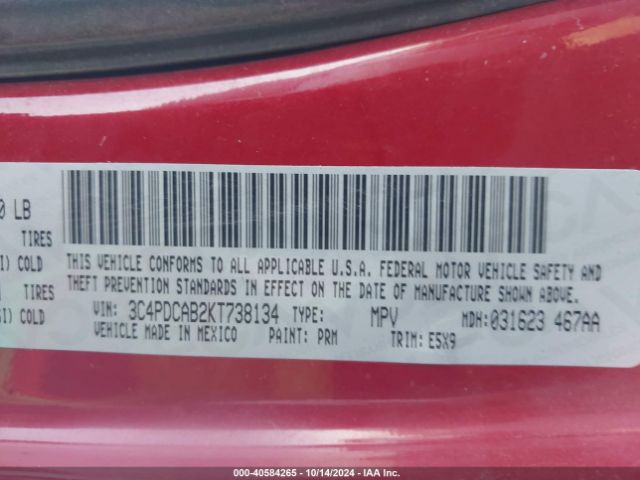 0 LB
TIRES
I) COLD
TIRES
SI) COLD
THIS VEHICLE CONFORMS TO ALL APPLICABLE U.S.A. FEDERAL MOTOR VEHICLE SAFETY AND
THEFT PREVENTION STANDARDS IN EFFECT ON THE DATE OF MANUFACTURE SHOWN ABOVE.
VIN: 3C4PDCAB2KT738134 TYPE: MPV MDH:031623 467AA
VEHICLE MADE IN MEXICO PAINT: PRM TRIM: E5X9
000-40584265 | 10/14/2024 | IAA Inc.